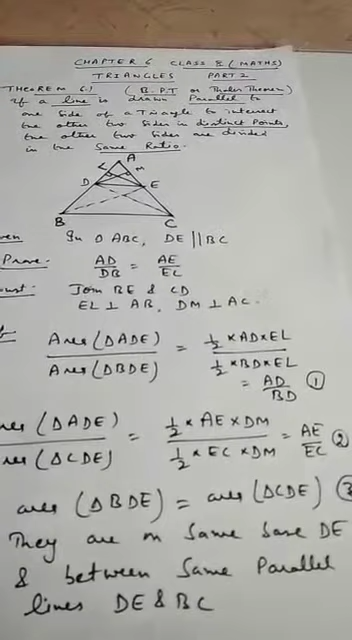 CHAPTER 6 CLASS 8 (MATHS)
TRIANGLES PART 2
THEOREM 6.1 (B.P.T or Thales Theorem)
If a line is drawn Parallel to
one side of a Triangle to intersect
the other two sides in distinct Points,
the other two sides are divided
in the Same Ratio.
A
L M
D E
B C
In Δ ABC, DE || BC
Prove. AD/DB = AE/EC
Const. Join BE & CD
EL ⊥ AB, DM ⊥ AC.
Area (ΔADE) / Area (ΔBDE) = ½ × AD × EL / ½ × BD × EL
= AD/BD ①
(ΔADE) / (ΔCDE) = ½ × AE × DM / ½ × EC × DM = AE/EC ②
area (ΔBDE) = area (ΔCDE) ③
They are on Same base DE
& between Same Parallel
lines DE & BC